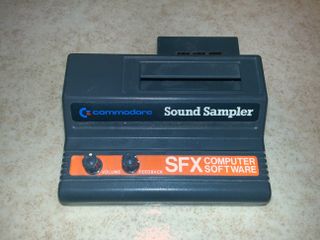 commodore Sound Sampler
SFX COMPUTER
SOFTWARE
VOLUME FEEDBACK